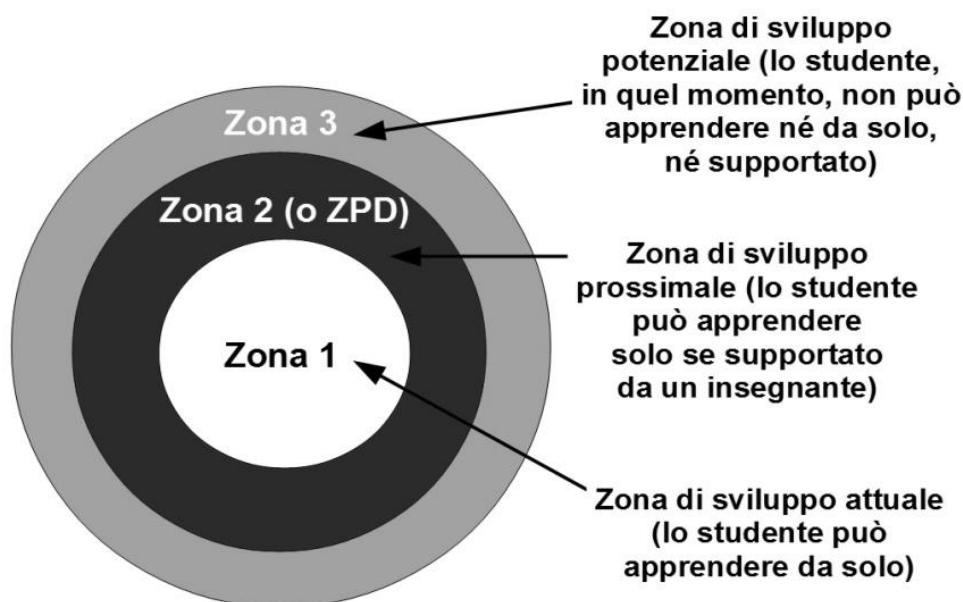 Zona di sviluppo
potenziale (lo studente,
in quel momento, non può
apprendere né da solo,
né supportato)
Zona 3
Zona 2 (o ZPD)
Zona di sviluppo
prossimale (lo studente
può apprendere
solo se supportato
da un insegnante)
Zona 1
Zona di sviluppo attuale
(lo studente può
apprendere da solo)